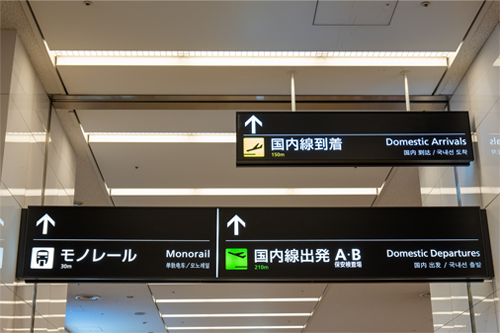 国内線到着
150m
Domestic Arrivals
国内 到达 / 국내선 도착
モノレール
30m
Monorail
单轨电车 / 모노레일
国内線出発 A·B
保安検査場
210m
Domestic Departures
国内 出发 / 국내선 출발